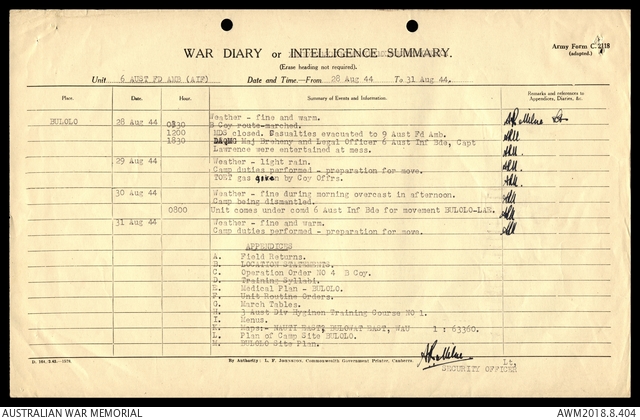 WAR DIARY or INTELLIGENCE SUMMARY.
(Erase heading not required).
Army Form C.2118
(adapted.)
Unit 6 AUST FD AMB (AIF) Date and Time.—From 28 Aug 44 To 31 Aug 44.
Place. Date. Hour. Summary of Events and Information. Remarks and references to Appendices, Diaries, &c.
Weather - fine and warm.
BULOLO 28 Aug 44 0830 B Coy route-marched.
1200 MDS closed. Casualties evacuated to 9 Aust Fd Amb.
1830 DAQMG Maj Breheny and Legal Officer 6 Aust Inf Bde, Capt
Lawrence were entertained at mess.
29 Aug 44 Weather - light rain.
Camp duties performed - preparation for move.
TOET gas by Coy Offrs.
30 Aug 44 Weather - fine during morning overcast in afternoon.
Camp being dismantled.
0800 Unit comes under comd 6 Aust Inf Bde for movement BULOLO-LAE.
31 Aug 44 Weather - fine and warm.
Camp duties performed - preparation for move.
APPENDICES
A. Field Returns.
B. LOCATION STATEMENTS.
C. Operation Order NO 4 B Coy.
D. Training Syllabi.
E. Medical Plan - BULOLO.
F. Unit Routine Orders.
G. March Tables.
H. 3 Aust Div Hygiene Training Course NO 1.
I. Menus.
K. Maps:- NAUTI EAST, BULOWAT EAST, WAU 1 : 63360.
L. Plan of Camp Site BULOLO.
M. BULOLO Site Plan.
By Authority: L. F. Johnston, Commonwealth Government Printer, Canberra.
Lt,
SECURITY OFFICER
AUSTRALIAN WAR MEMORIAL
AWM2018.8.404